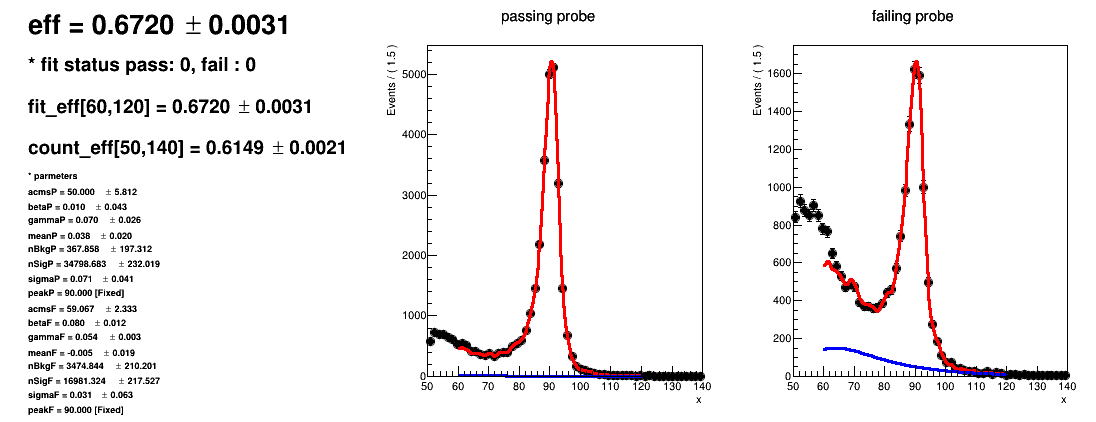 eff = 0.6720 ± 0.0031
* fit status pass: 0, fail : 0
fit_eff[60,120] = 0.6720 ± 0.0031
count_eff[50,140] = 0.6149 ± 0.0021
* parmeters
acmsP = 50.000 ± 5.812
betaP = 0.010 ± 0.043
gammaP = 0.070 ± 0.026
meanP = 0.038 ± 0.020
nBkgP = 367.858 ± 197.312
nSigP = 34798.683 ± 232.019
sigmaP = 0.071 ± 0.041
peakP = 90.000 [Fixed]
acmsF = 59.067 ± 2.333
betaF = 0.080 ± 0.012
gammaF = 0.054 ± 0.003
meanF = -0.005 ± 0.019
nBkgF = 3474.844 ± 210.201
nSigF = 16981.324 ± 217.527
sigmaF = 0.031 ± 0.063
peakF = 90.000 [Fixed]
passing probe
Events / ( 1.5 )
5000
4000
3000
2000
1000
0
50 60 70 80 90 100 110 120 130 140
x
failing probe
Events / ( 1.5 )
1600
1400
1200
1000
800
600
400
200
0
50 60 70 80 90 100 110 120 130 140
x